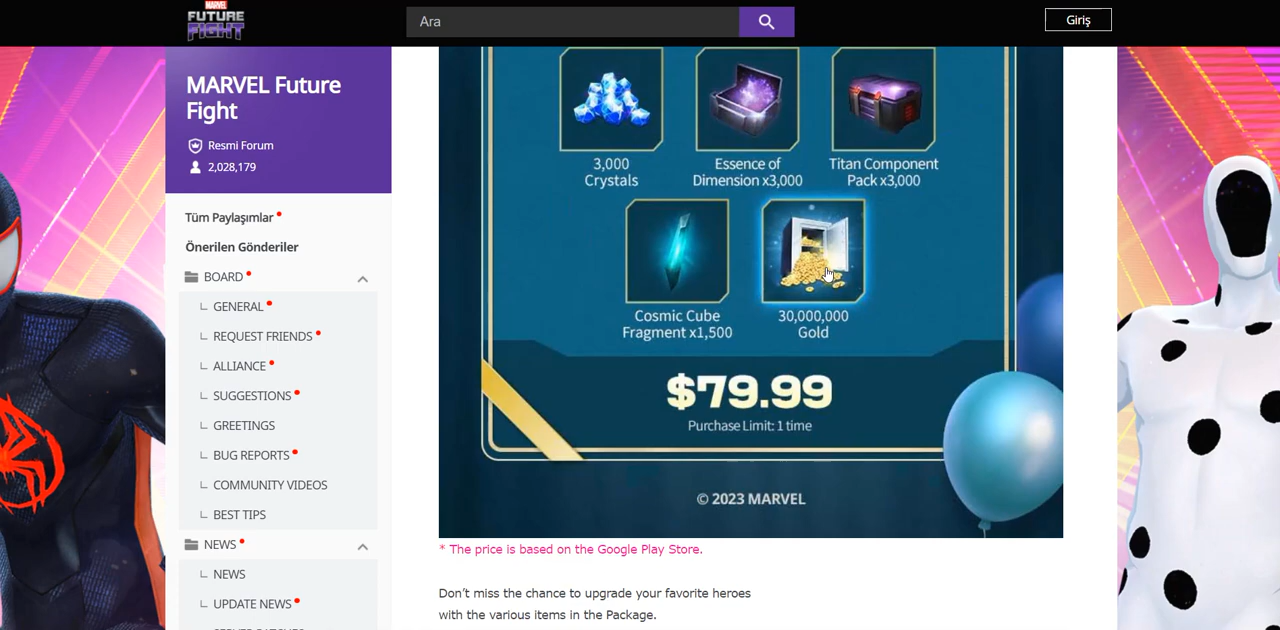 MARVEL
FUTURE
FIGHT
Ara
Giriş
MARVEL Future
Fight
Resmi Forum
2,028,179
Tüm Paylaşımlar
Önerilen Gönderiler
BOARD
GENERAL
REQUEST FRIENDS
ALLIANCE
SUGGESTIONS
GREETINGS
BUG REPORTS
COMMUNITY VIDEOS
BEST TIPS
NEWS
NEWS
UPDATE NEWS
3,000
Crystals
Essence of
Dimension x3,000
Titan Component
Pack x3,000
Cosmic Cube
Fragment x1,500
30,000,000
Gold
$79.99
Purchase Limit: 1 time
© 2023 MARVEL
* The price is based on the Google Play Store.
Don’t miss the chance to upgrade your favorite heroes
with the various items in the Package.